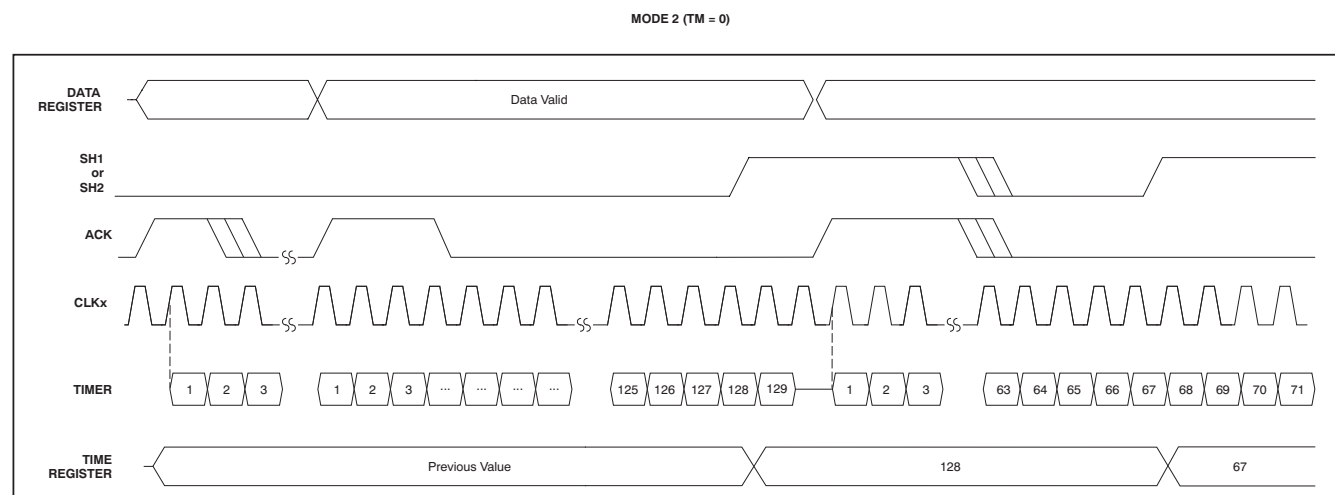 MODE 2 (TM = 0)
DATA
REGISTER
Data Valid
SH1
or
SH2
ACK
CLKx
TIMER
1 2 3 1 2 3 ... ... ... ... 125 126 127 128 129 1 2 3 63 64 65 66 67 68 69 70 71
TIME
REGISTER
Previous Value 128 67